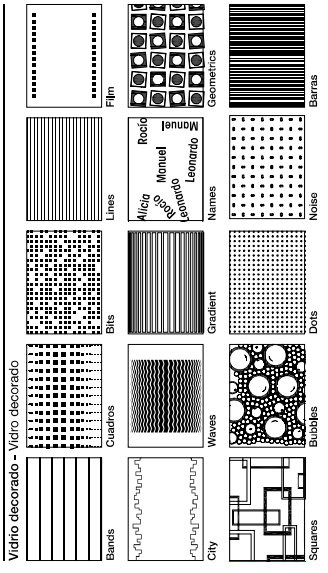 Vidrio decorado - Vidro decorado
Bands
Cuadros
Bits
Lines
Film
Alicia
Rocío
Leonardo
Manuel
Leonardo
Rocío
Manuel
City
Waves
Gradient
Names
Geometrics
Squares
Bubbles
Dots
Noise
Barras